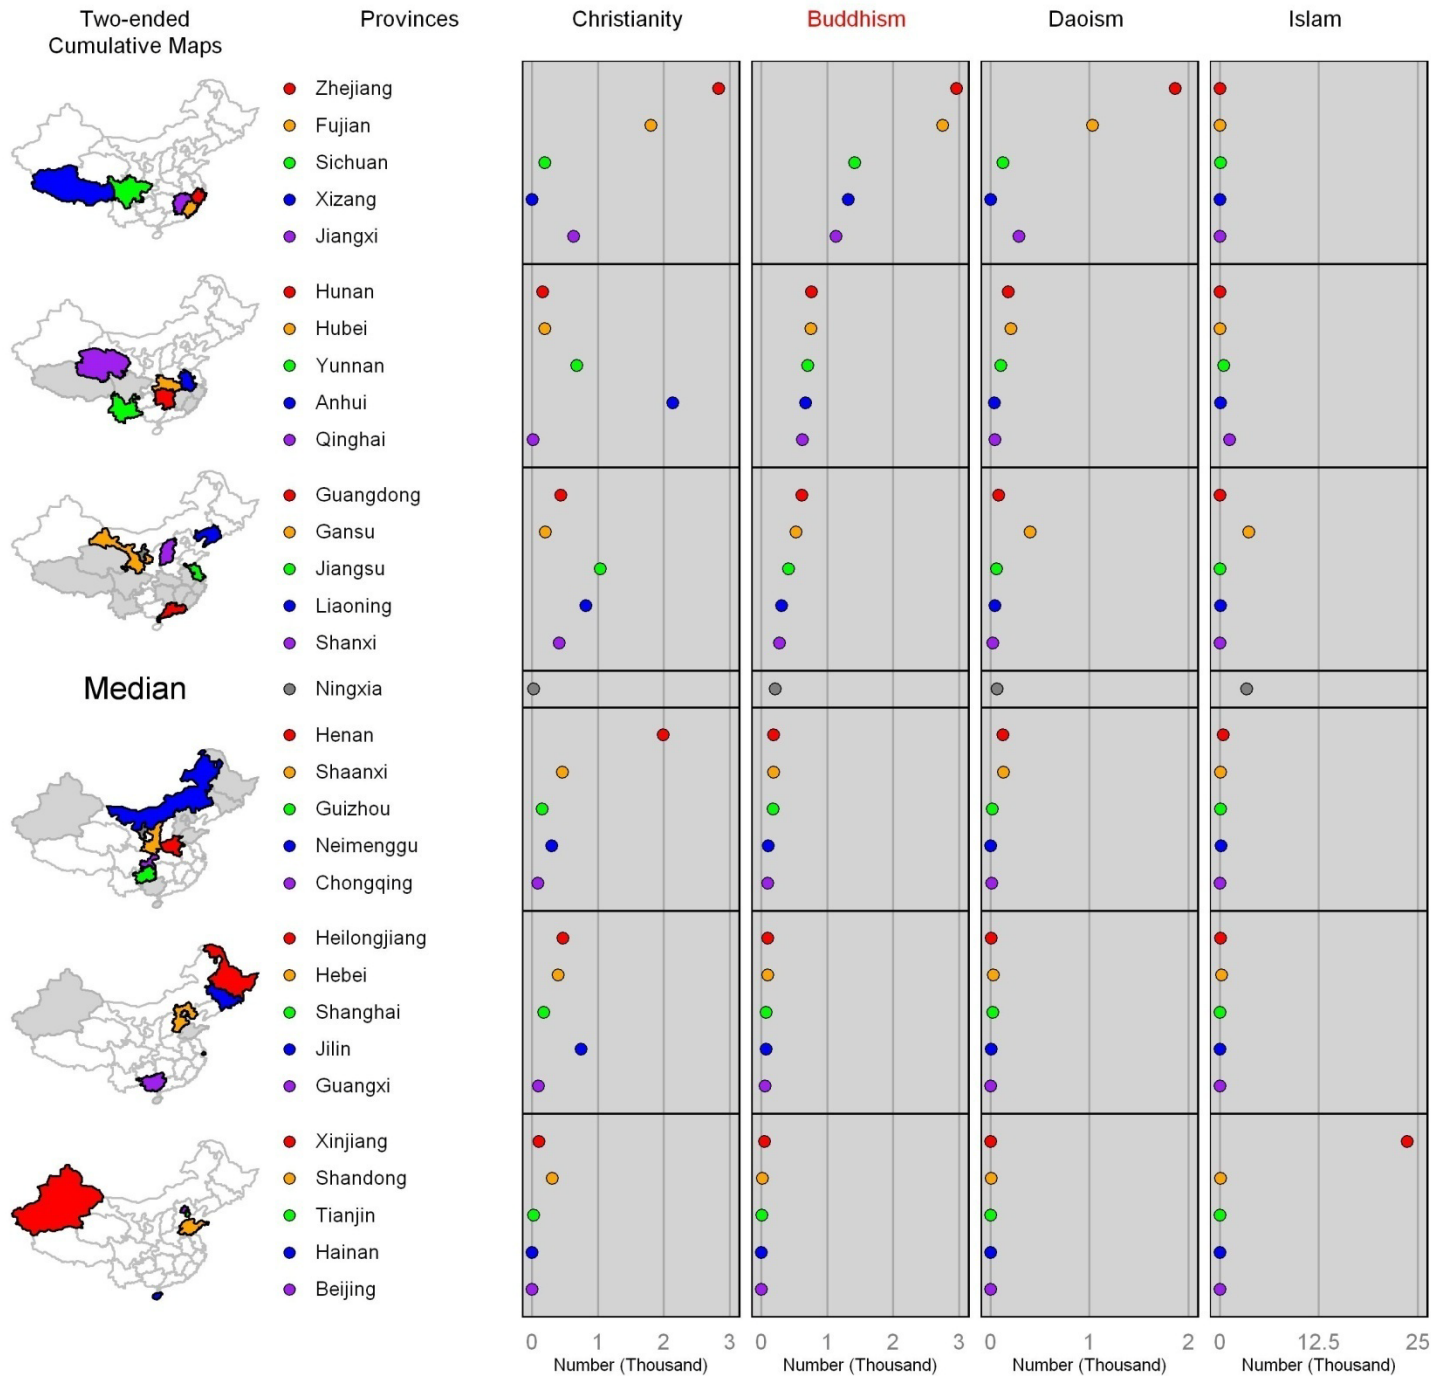 Two-ended
Cumulative Maps
Provinces
Christianity
Buddhism
Daoism
Islam
Zhejiang
Fujian
Sichuan
Xizang
Jiangxi
Hunan
Hubei
Yunnan
Anhui
Qinghai
Guangdong
Gansu
Jiangsu
Liaoning
Shanxi
Median
Ningxia
Henan
Shaanxi
Guizhou
Neimenggu
Chongqing
Heilongjiang
Hebei
Shanghai
Jilin
Guangxi
Xinjiang
Shandong
Tianjin
Hainan
Beijing
0 1 2 3
Number (Thousand)
0 1 2 3
Number (Thousand)
0 1 2
Number (Thousand)
0 12.5 25
Number (Thousand)